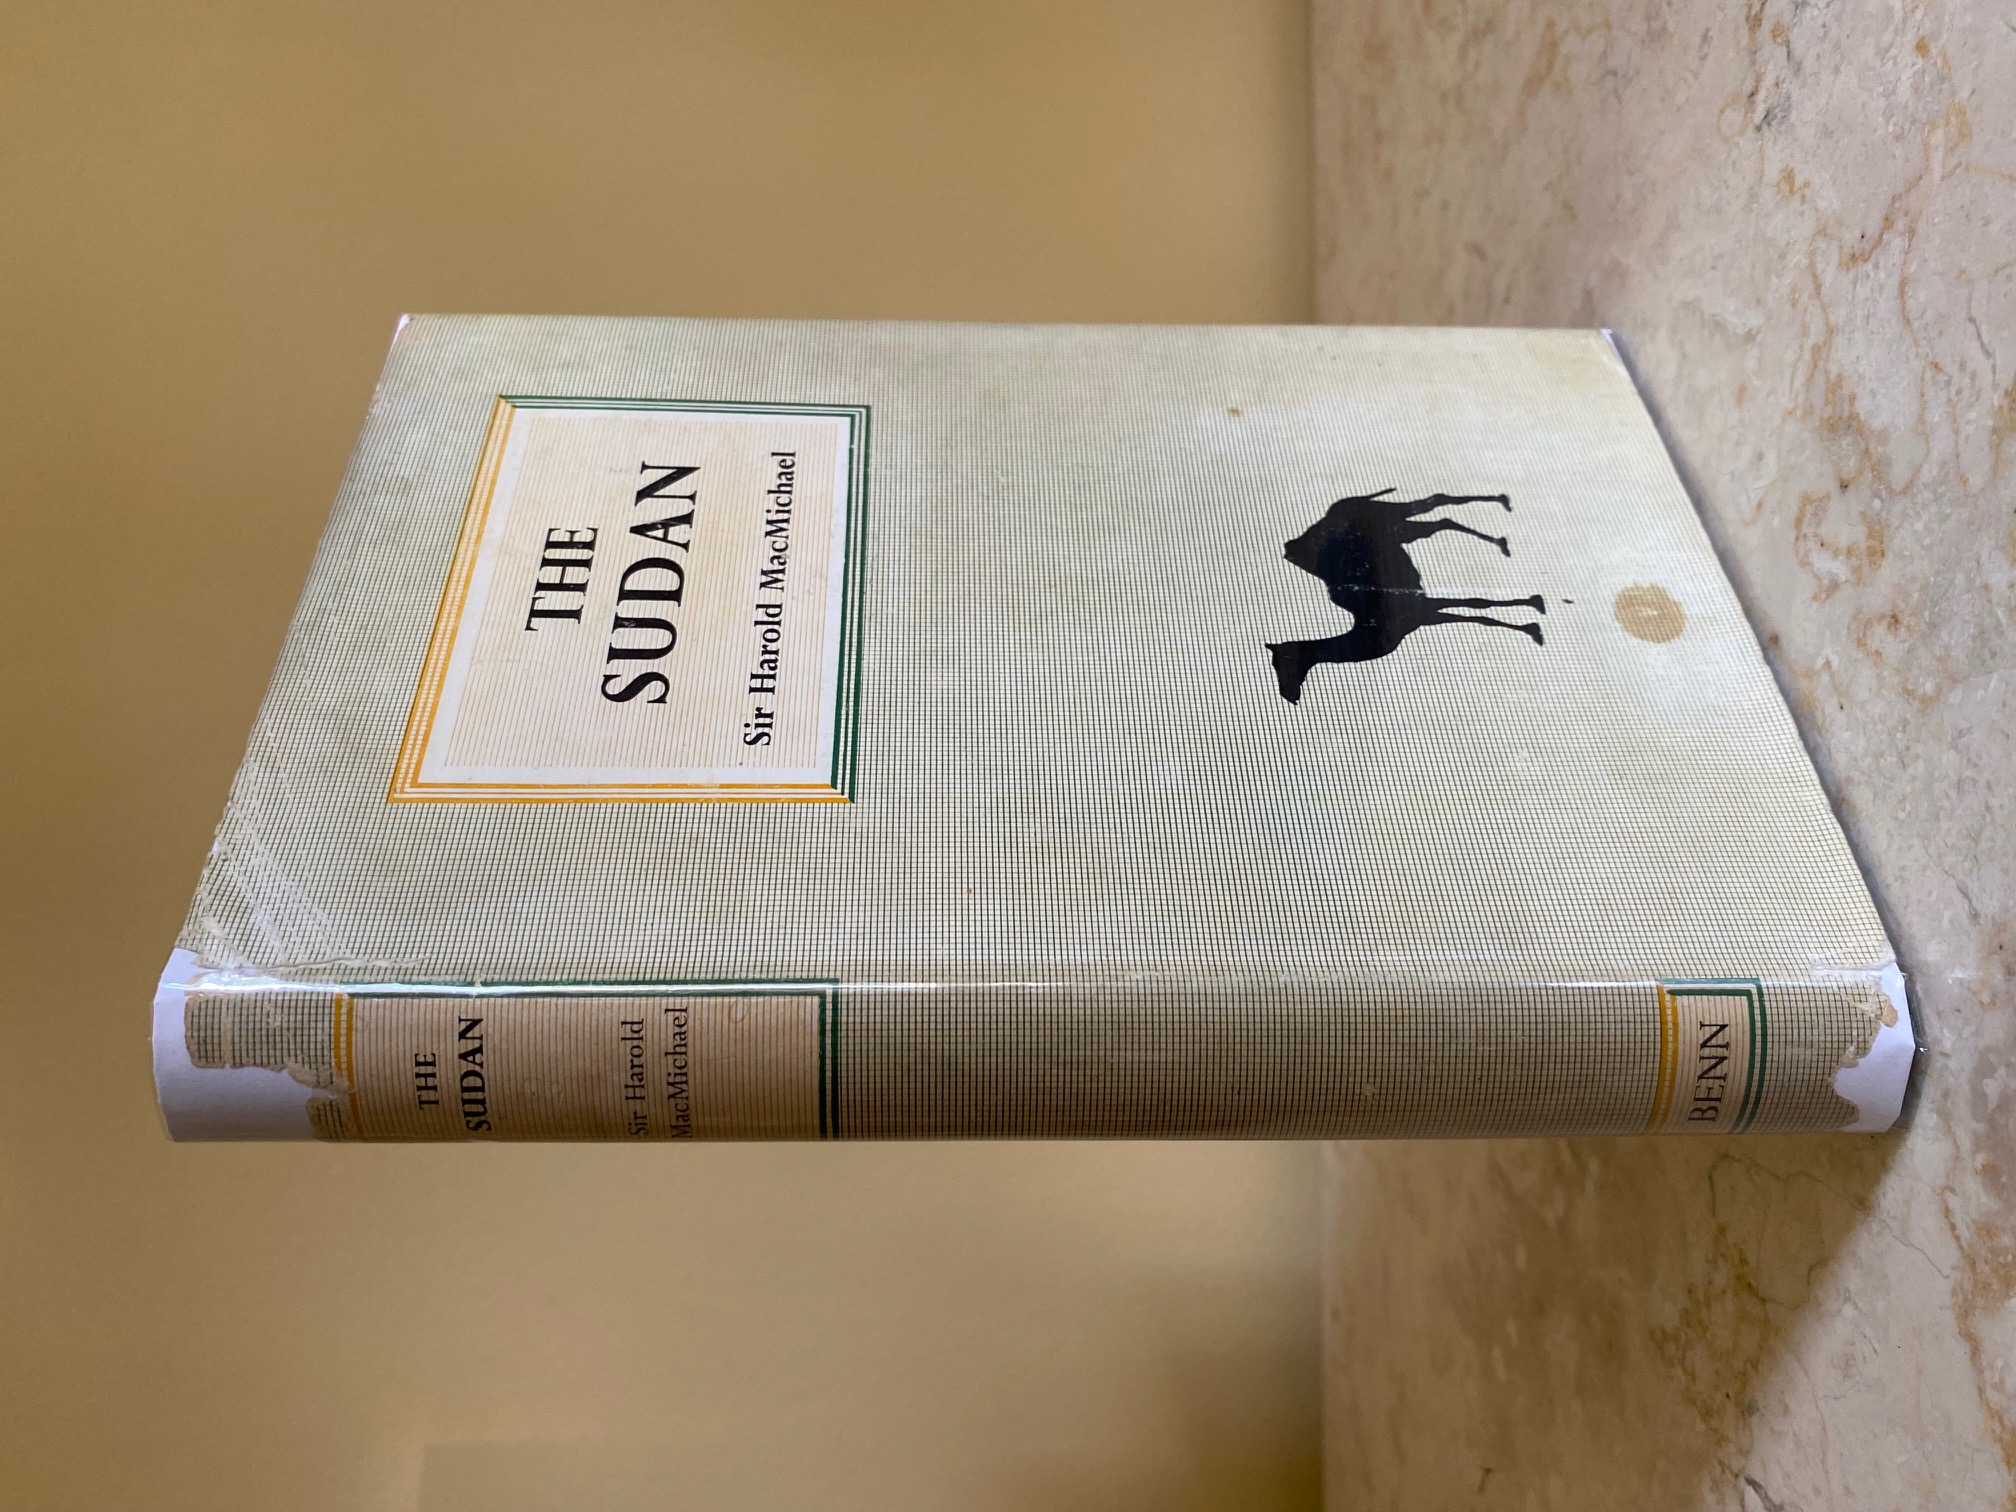 THE
SUDAN
Sir Harold MacMichael
THE
SUDAN
Sir Harold
MacMichael
BENN